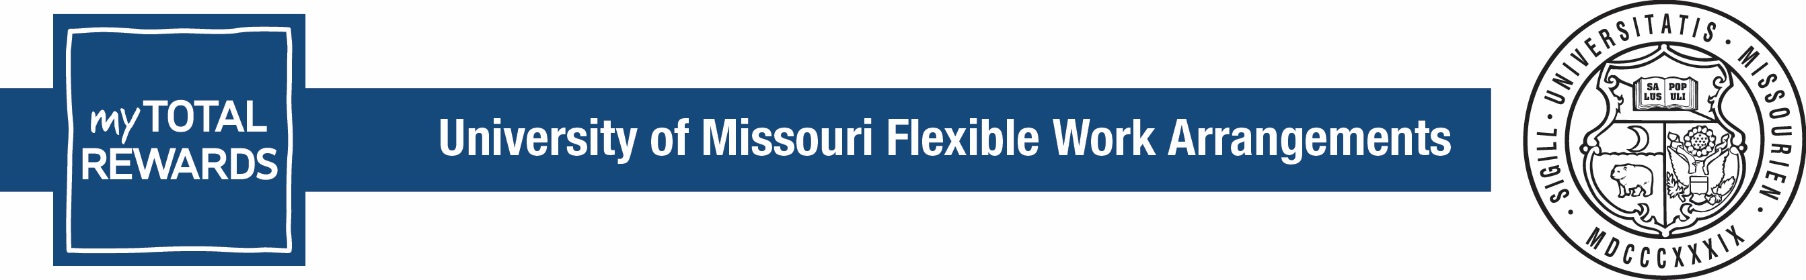 my TOTAL
REWARDS
University of Missouri Flexible Work Arrangements
SIGILL · UNIVERSITATIS · MISSOURIEN ·
MDCCCXXXIX
SA POP
LUS ULI